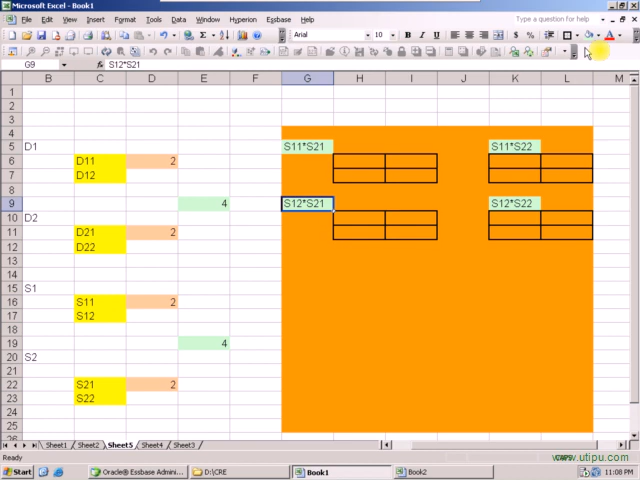 Microsoft Excel - Book1
File Edit View Insert Format Tools Data Window Hyperion Essbase Help
Type a question for help
Arial 10 B I U
G9 S12*S21
B C D E F G H I J K L M
1
2
3
4
5 D1 S11*S21 S11*S22
6 D11 2
7 D12
8
9 4 S12*S21 S12*S22
10 D2
11 D21 2
12 D22
13
14
15 S1
16 S11 2
17 S12
18
19 4
20 S2
21
22 S21 2
23 S22
24
25
26
Sheet1 Sheet2 Sheet5 Sheet4 Sheet3
Ready
www.utipu.com
Start Oracle® Essbase Admini... D:\CRE Book1 Book2 11:08 PM